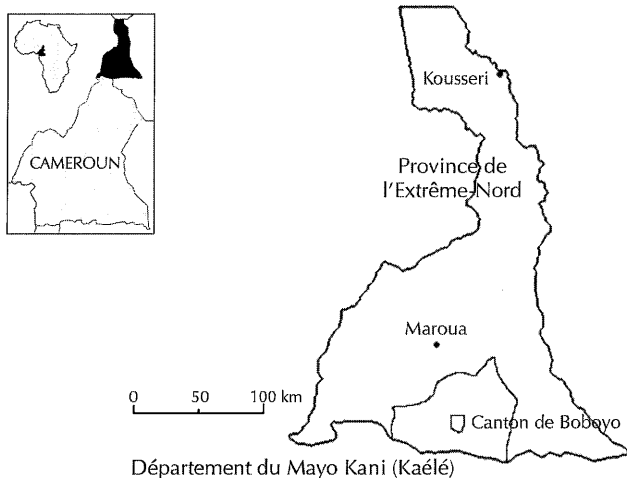 CAMEROUN
Kousseri
Province de
l'Extrême-Nord
Maroua
0 50 100 km
Canton de Boboyo
Département du Mayo Kani (Kaélé)